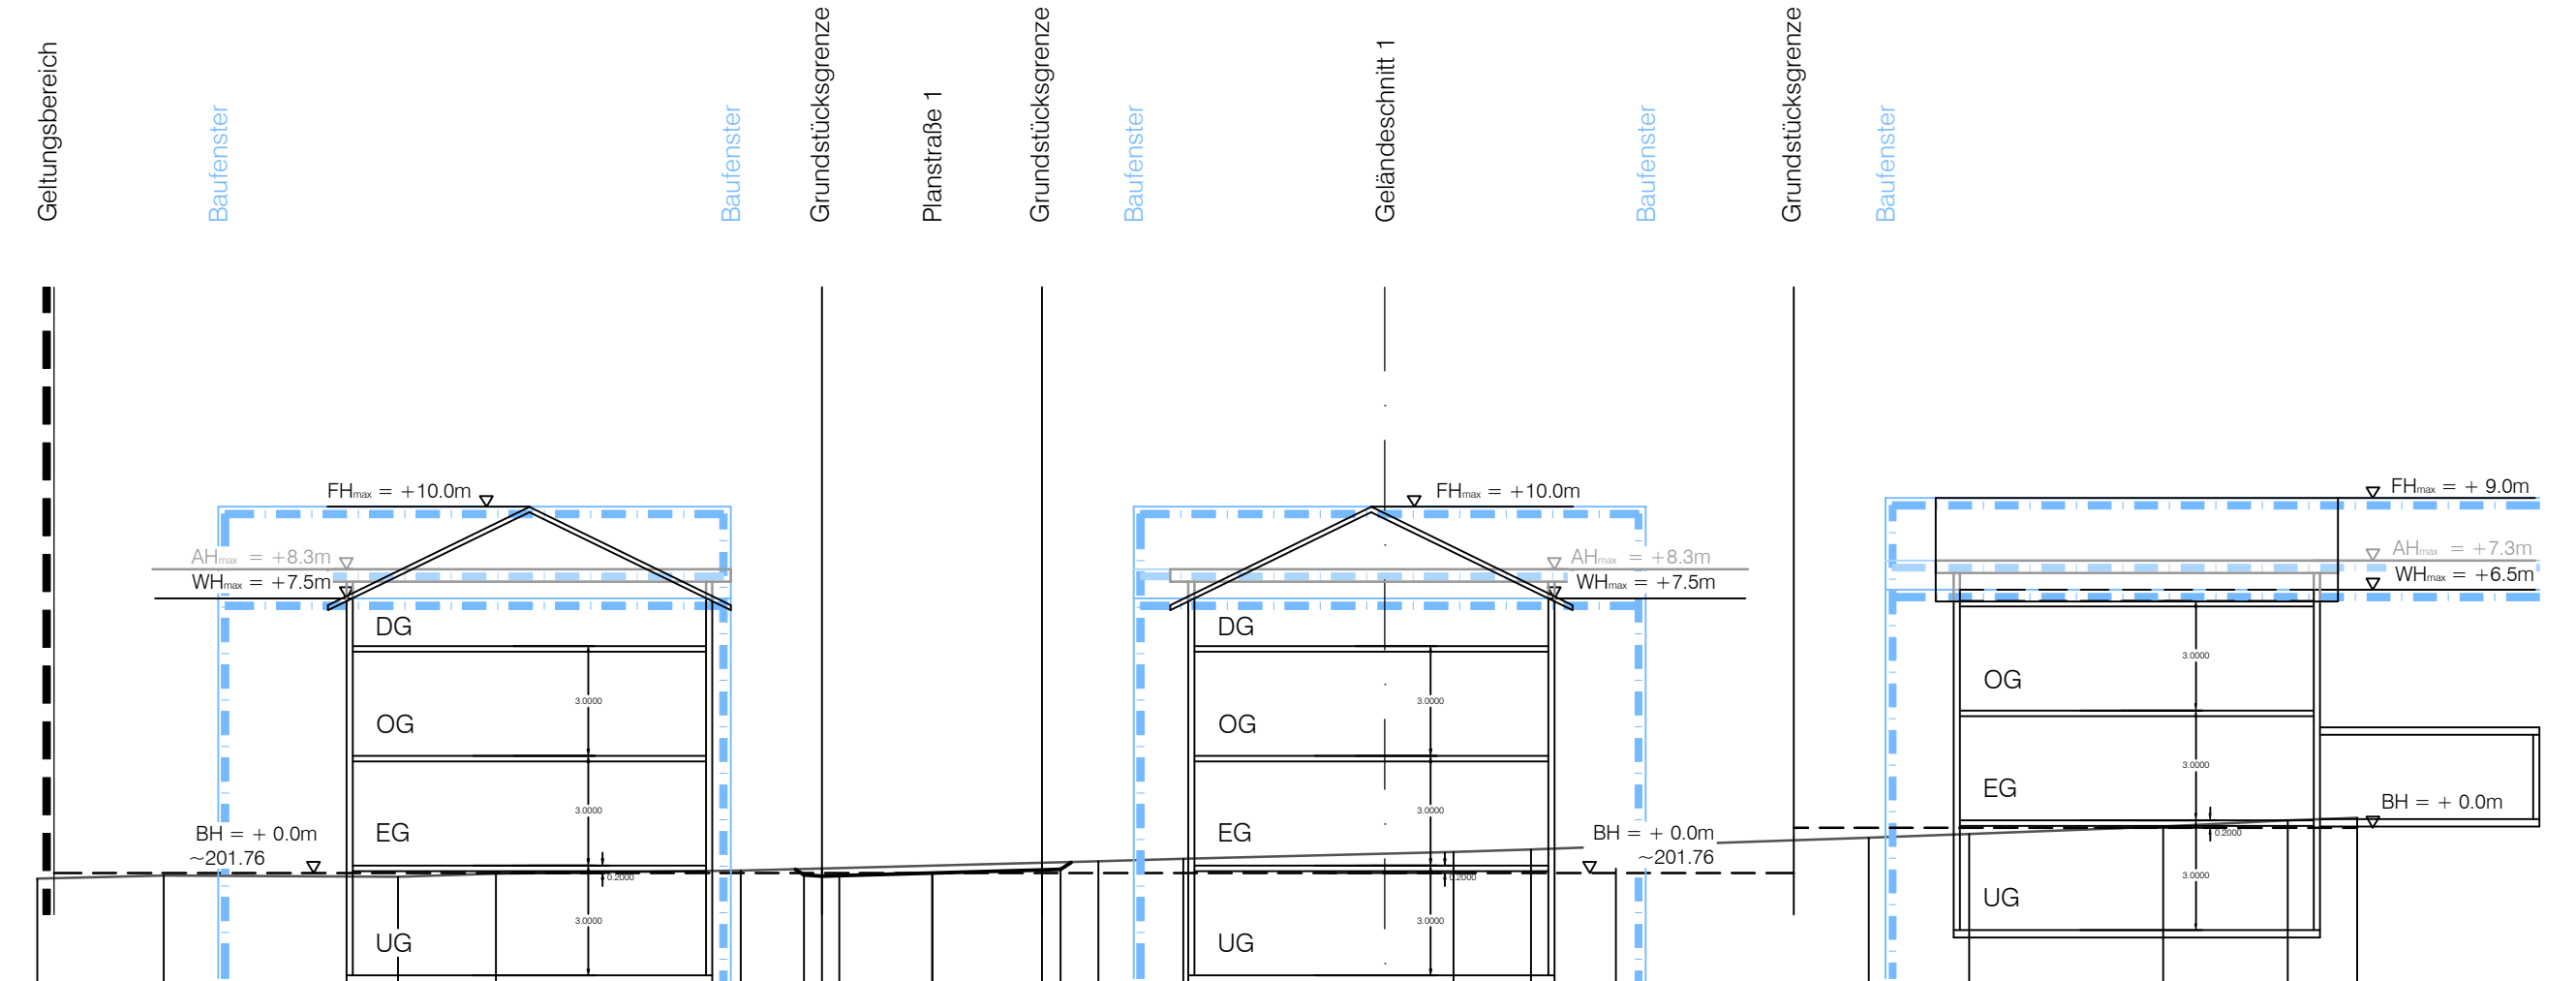 Geltungsbereich
Baufenster
Baufenster
Grundstücksgrenze
Planstraße 1
Grundstücksgrenze
Baufenster
Geländeschnitt 1
Baufenster
Grundstücksgrenze
Baufenster
FHmax = +10.0m
AHmax = +8.3m
WHmax = +7.5m
DG
3.0000
OG
3.0000
EG
BH = + 0.0m
~201.76
0.2000
3.0000
UG
FHmax = +10.0m
AHmax = +8.3m
WHmax = +7.5m
DG
3.0000
OG
3.0000
EG
BH = + 0.0m
~201.76
0.2000
3.0000
UG
FHmax = + 9.0m
AHmax = +7.3m
WHmax = +6.5m
3.0000
OG
3.0000
EG
BH = + 0.0m
0.2000
3.0000
UG